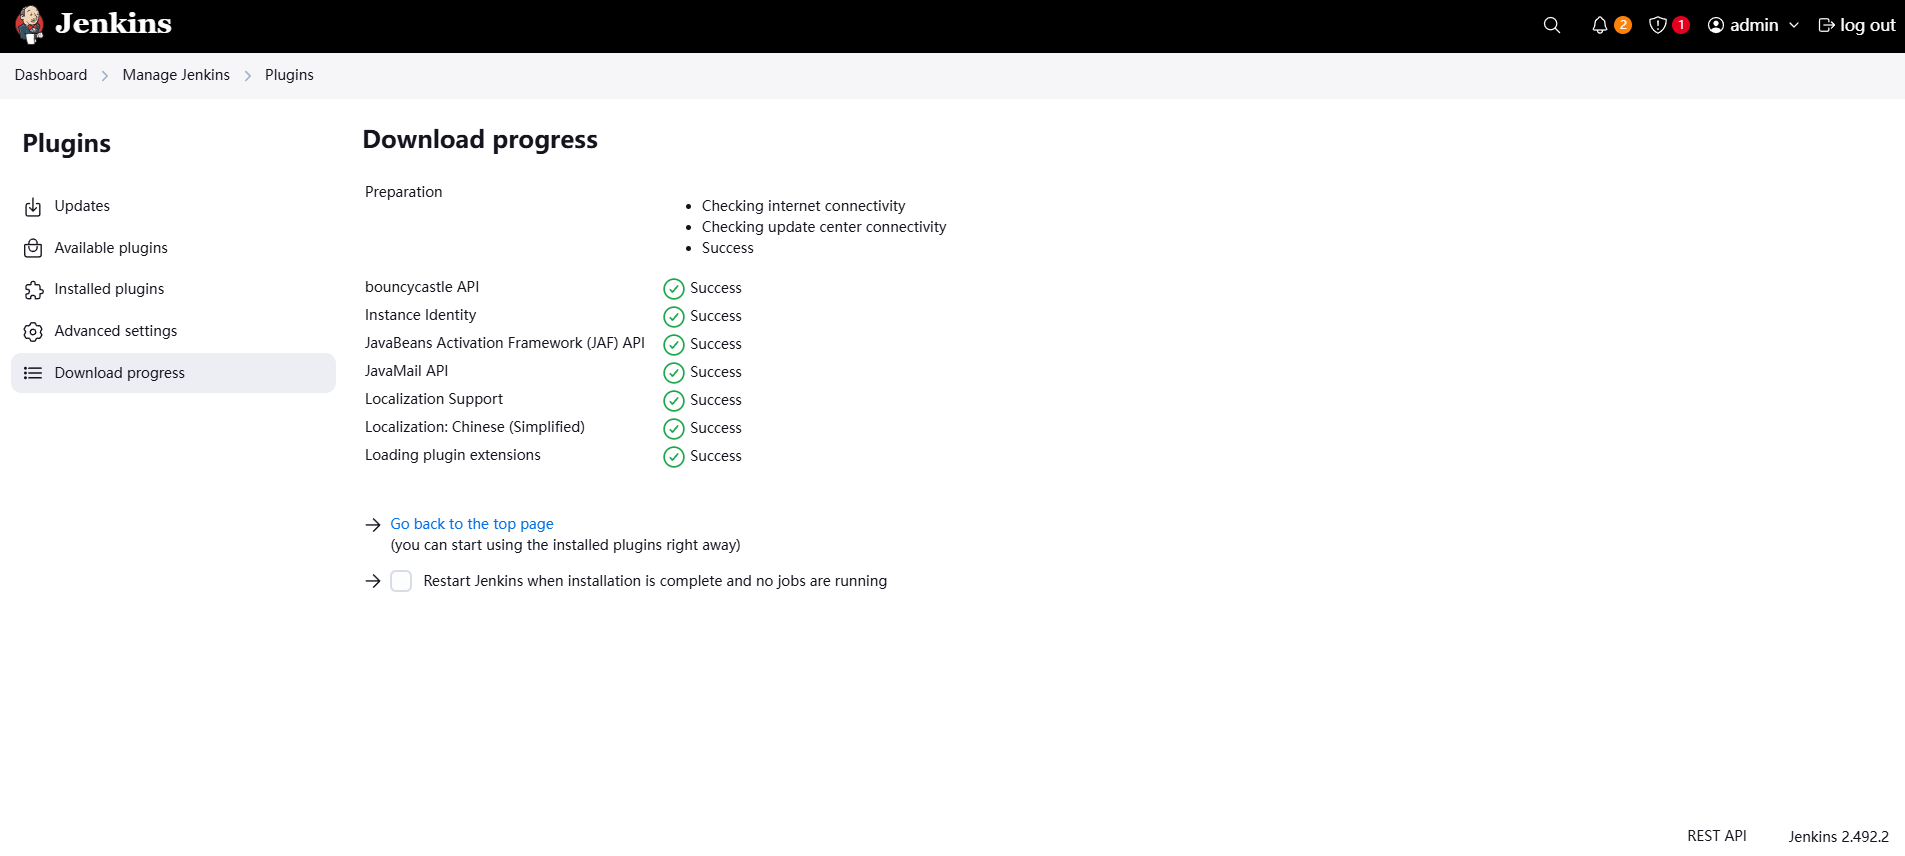 Jenkins
2
1
admin
log out
Dashboard
Manage Jenkins
Plugins
Plugins
Updates
Available plugins
Installed plugins
Advanced settings
Download progress
Download progress
Preparation
Checking internet connectivity
Checking update center connectivity
Success
bouncycastle API Success
Instance Identity Success
JavaBeans Activation Framework (JAF) API Success
JavaMail API Success
Localization Support Success
Localization: Chinese (Simplified) Success
Loading plugin extensions Success
Go back to the top page
(you can start using the installed plugins right away)
Restart Jenkins when installation is complete and no jobs are running
REST API
Jenkins 2.492.2